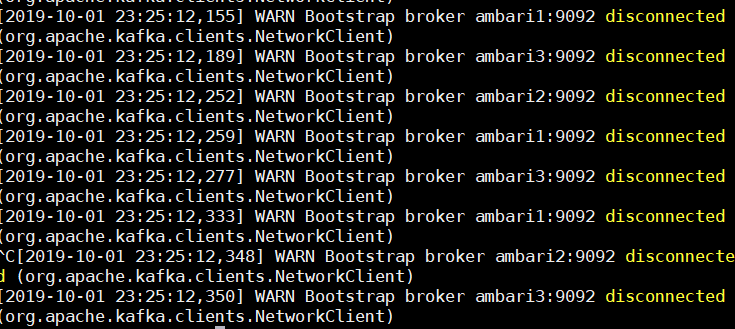 (org.apache.kafka.clients.NetworkClient)
[2019-10-01 23:25:12,155] WARN Bootstrap broker ambari1:9092 disconnected
(org.apache.kafka.clients.NetworkClient)
[2019-10-01 23:25:12,189] WARN Bootstrap broker ambari3:9092 disconnected
(org.apache.kafka.clients.NetworkClient)
[2019-10-01 23:25:12,252] WARN Bootstrap broker ambari2:9092 disconnected
(org.apache.kafka.clients.NetworkClient)
[2019-10-01 23:25:12,259] WARN Bootstrap broker ambari1:9092 disconnected
(org.apache.kafka.clients.NetworkClient)
[2019-10-01 23:25:12,277] WARN Bootstrap broker ambari3:9092 disconnected
(org.apache.kafka.clients.NetworkClient)
[2019-10-01 23:25:12,333] WARN Bootstrap broker ambari1:9092 disconnected
(org.apache.kafka.clients.NetworkClient)
^C[2019-10-01 23:25:12,348] WARN Bootstrap broker ambari2:9092 disconnecte
d (org.apache.kafka.clients.NetworkClient)
[2019-10-01 23:25:12,350] WARN Bootstrap broker ambari3:9092 disconnected
(org.apache.kafka.clients.NetworkClient)